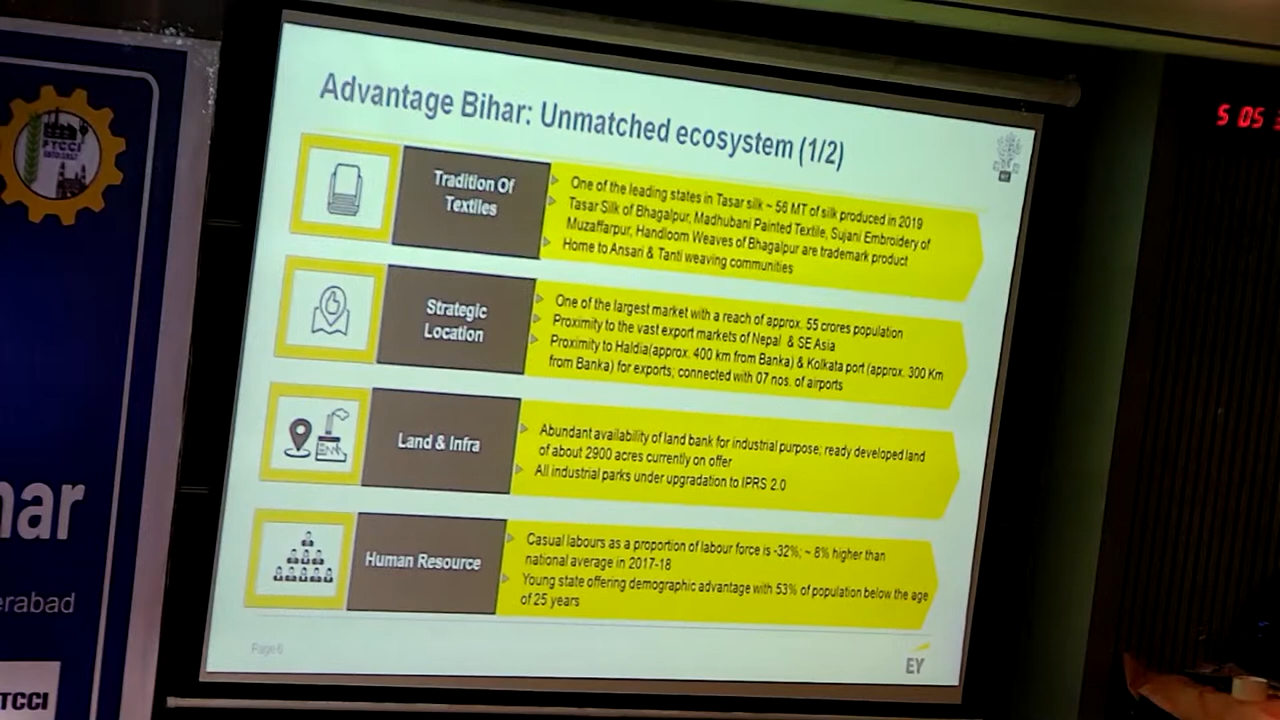 FTCCI
Advantage Bihar: Unmatched ecosystem (1/2)
Tradition Of
Textiles
One of the leading states in Tasar silk ~ 56 MT of silk produced in 2019
Tasar Silk of Bhagalpur, Madhubani Painted Textile, Sujani Embroidery of
Muzaffarpur, Handloom Weaves of Bhagalpur are trademark product
Home to Ansari & Tanti weaving communities
Strategic
Location
One of the largest market with a reach of approx. 55 crores population
Proximity to the vast export markets of Nepal & SE Asia
Proximity to Haldia(approx. 400 km from Banka) & Kolkata port (approx. 300 Km
from Banka) for exports; connected with 07 nos. of airports
Land & Infra
Abundant availability of land bank for industrial purpose; ready developed land
of about 2900 acres currently on offer
All industrial parks under upgradation to IPRS 2.0
Human Resource
Casual labours as a proportion of labour force is -32%; ~ 8% higher than
national average in 2017-18
Young state offering demographic advantage with 53% of population below the age
of 25 years
Page 6
EY
har
erabad
TCCI
5 05